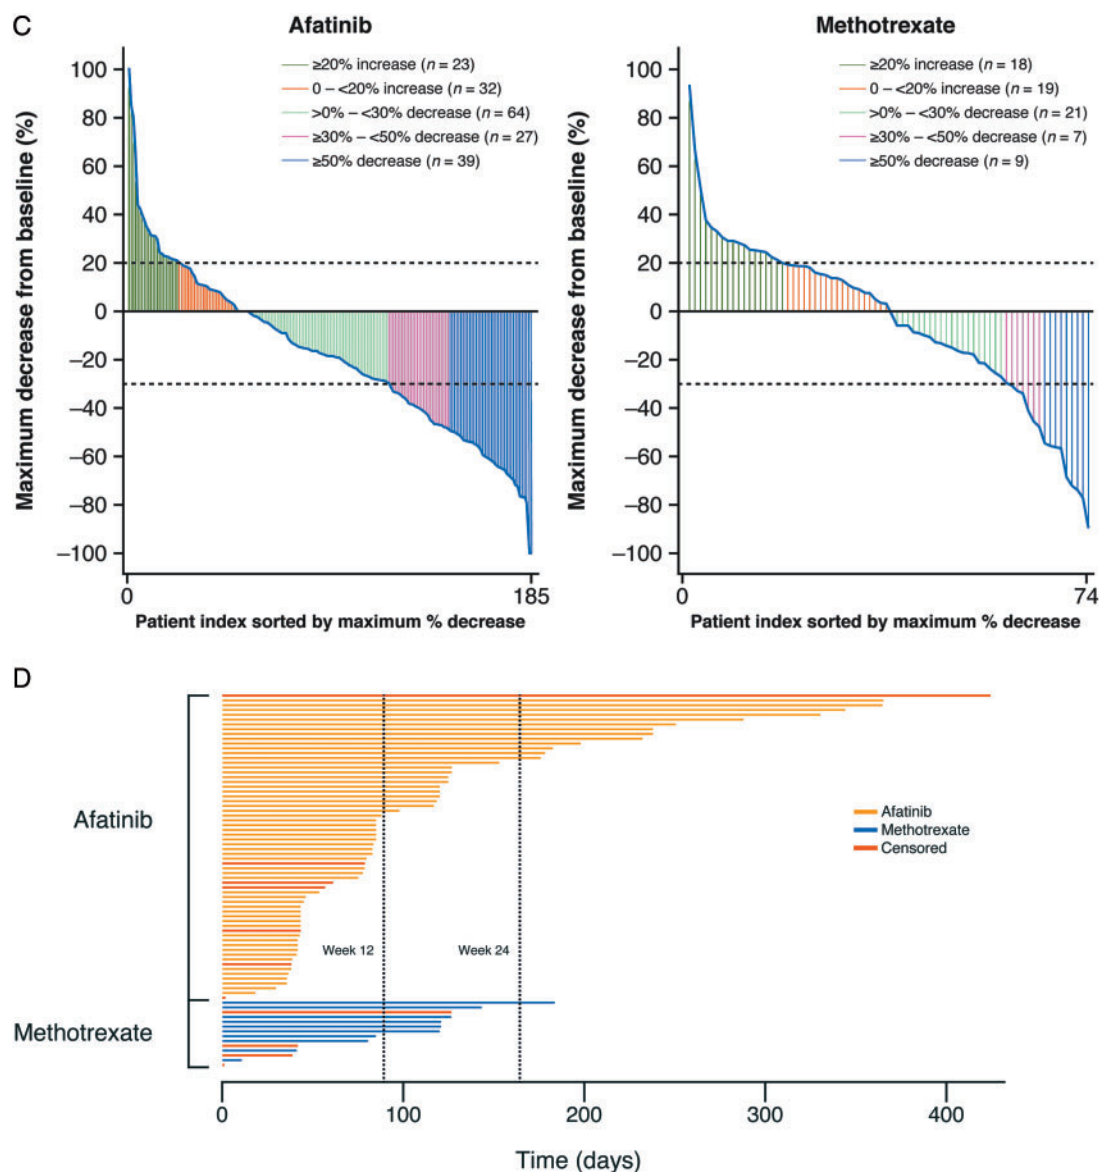 C
Afatinib
Methotrexate
Maximum decrease from baseline (%)
100
80
60
40
20
0
−20
−40
−60
−80
−100
≥20% increase (n = 23)
0 – <20% increase (n = 32)
>0% – <30% decrease (n = 64)
≥30% – <50% decrease (n = 27)
≥50% decrease (n = 39)
0
185
Patient index sorted by maximum % decrease
Maximum decrease from baseline (%)
100
80
60
40
20
0
−20
−40
−60
−80
−100
≥20% increase (n = 18)
0 – <20% increase (n = 19)
>0% – <30% decrease (n = 21)
≥30% – <50% decrease (n = 7)
≥50% decrease (n = 9)
0
74
Patient index sorted by maximum % decrease
D
Afatinib
Methotrexate
Afatinib
Methotrexate
Censored
Week 12
Week 24
0
100
200
300
400
Time (days)